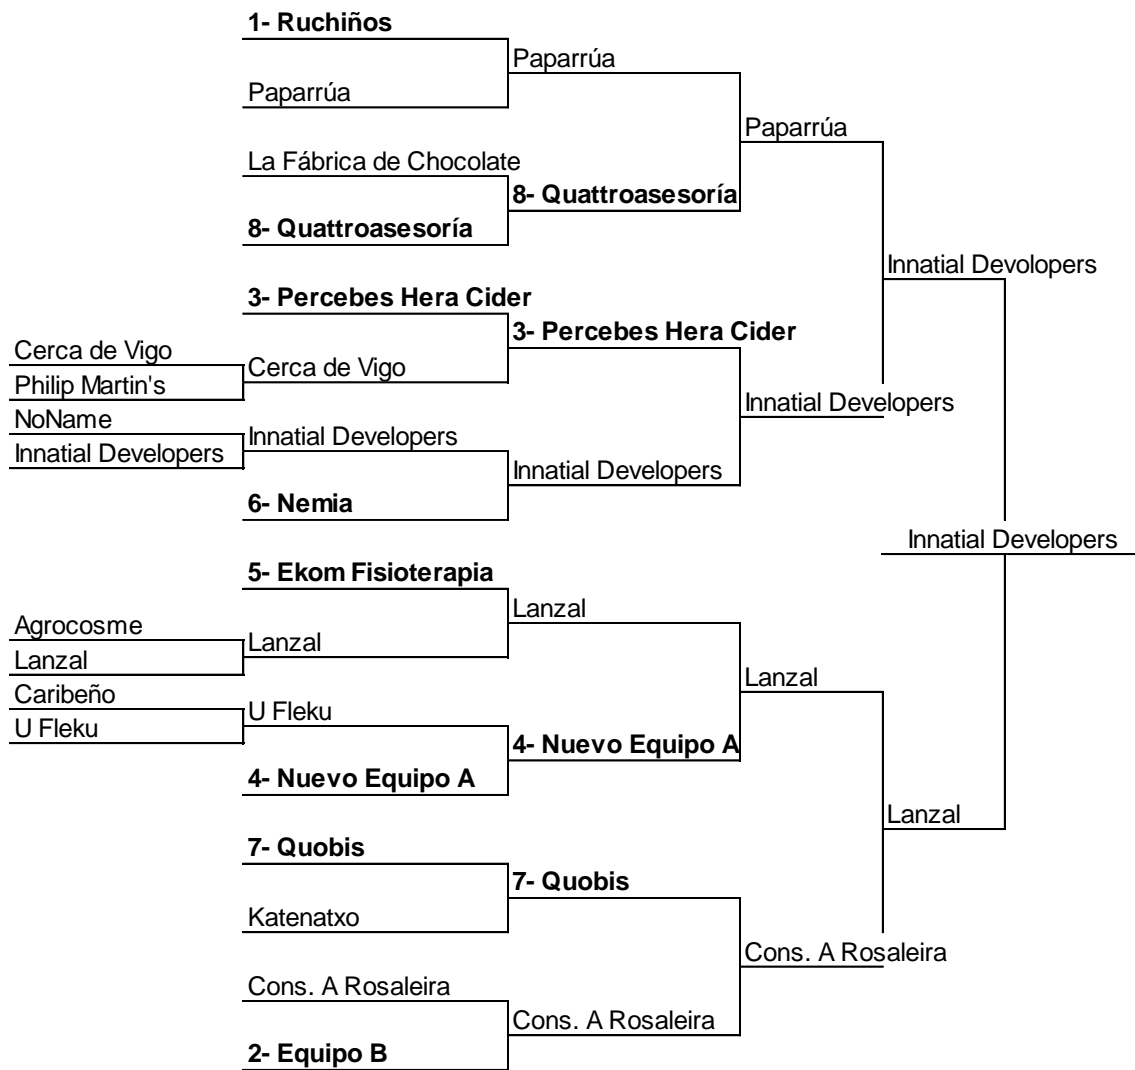 1- Ruchiños
Paparrúa
Paparrúa
Paparrúa
La Fábrica de Chocolate
8- Quattroasesoría
8- Quattroasesoría
Innatial Devolopers
3- Percebes Hera Cider
3- Percebes Hera Cider
Cerca de Vigo
Cerca de Vigo
Philip Martin's
Innatial Developers
NoName
Innatial Developers
Innatial Developers
Innatial Developers
6- Nemia
Innatial Developers
5- Ekom Fisioterapia
Lanzal
Agrocosme
Lanzal
Lanzal
Lanzal
Caribeño
U Fleku
U Fleku
4- Nuevo Equipo A
4- Nuevo Equipo A
Lanzal
7- Quobis
7- Quobis
Katenatxo
Cons. A Rosaleira
Cons. A Rosaleira
Cons. A Rosaleira
2- Equipo B